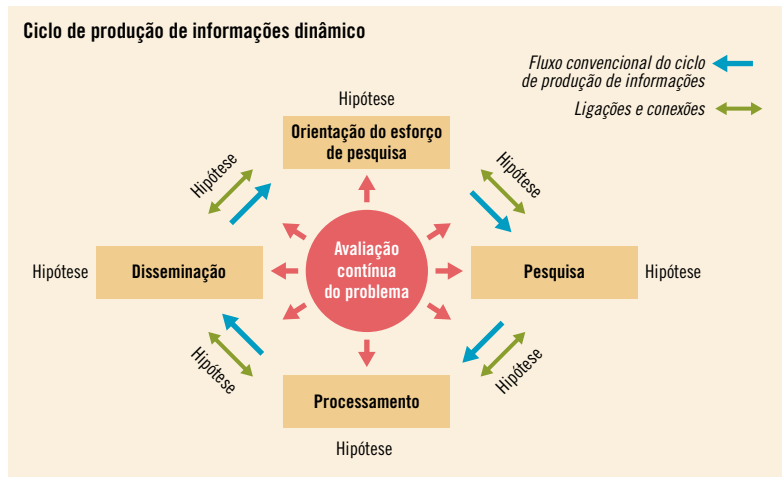 Ciclo de produção de informações dinâmico
Fluxo convencional do ciclo
de produção de informações
Ligações e conexões
Hipótese
Orientação do esforço
de pesquisa
Hipótese
Hipótese
Avaliação
contínua
do problema
Hipótese
Disseminação
Pesquisa
Hipótese
Hipótese
Hipótese
Processamento
Hipótese